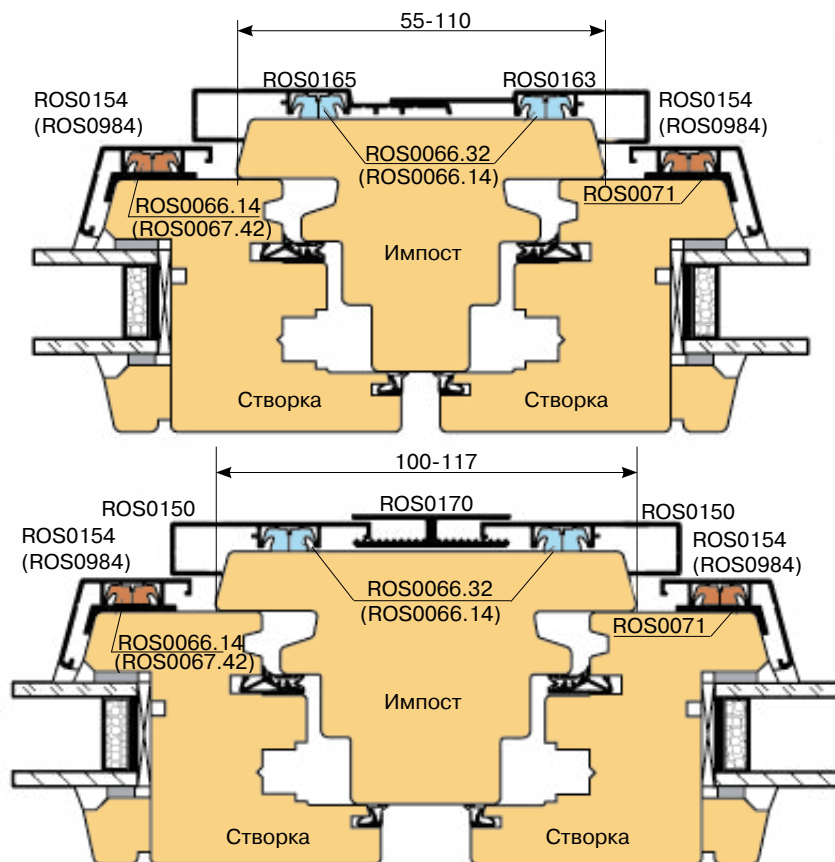 55-110
ROS0165
ROS0163
ROS0154
(ROS0984)
ROS0154
(ROS0984)
ROS0066.32
(ROS0066.14)
ROS0066.14
(ROS0067.42)
ROS0071
Импост
Створка
Створка
100-117
ROS0150
ROS0170
ROS0150
ROS0154
(ROS0984)
ROS0154
(ROS0984)
ROS0066.32
(ROS0066.14)
ROS0066.14
(ROS0067.42)
ROS0071
Импост
Створка
Створка